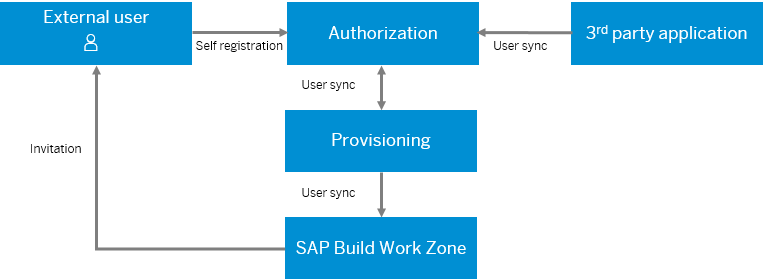 External user
Authorization
3rd party application
Self registration
User sync
User sync
Provisioning
Invitation
User sync
SAP Build Work Zone